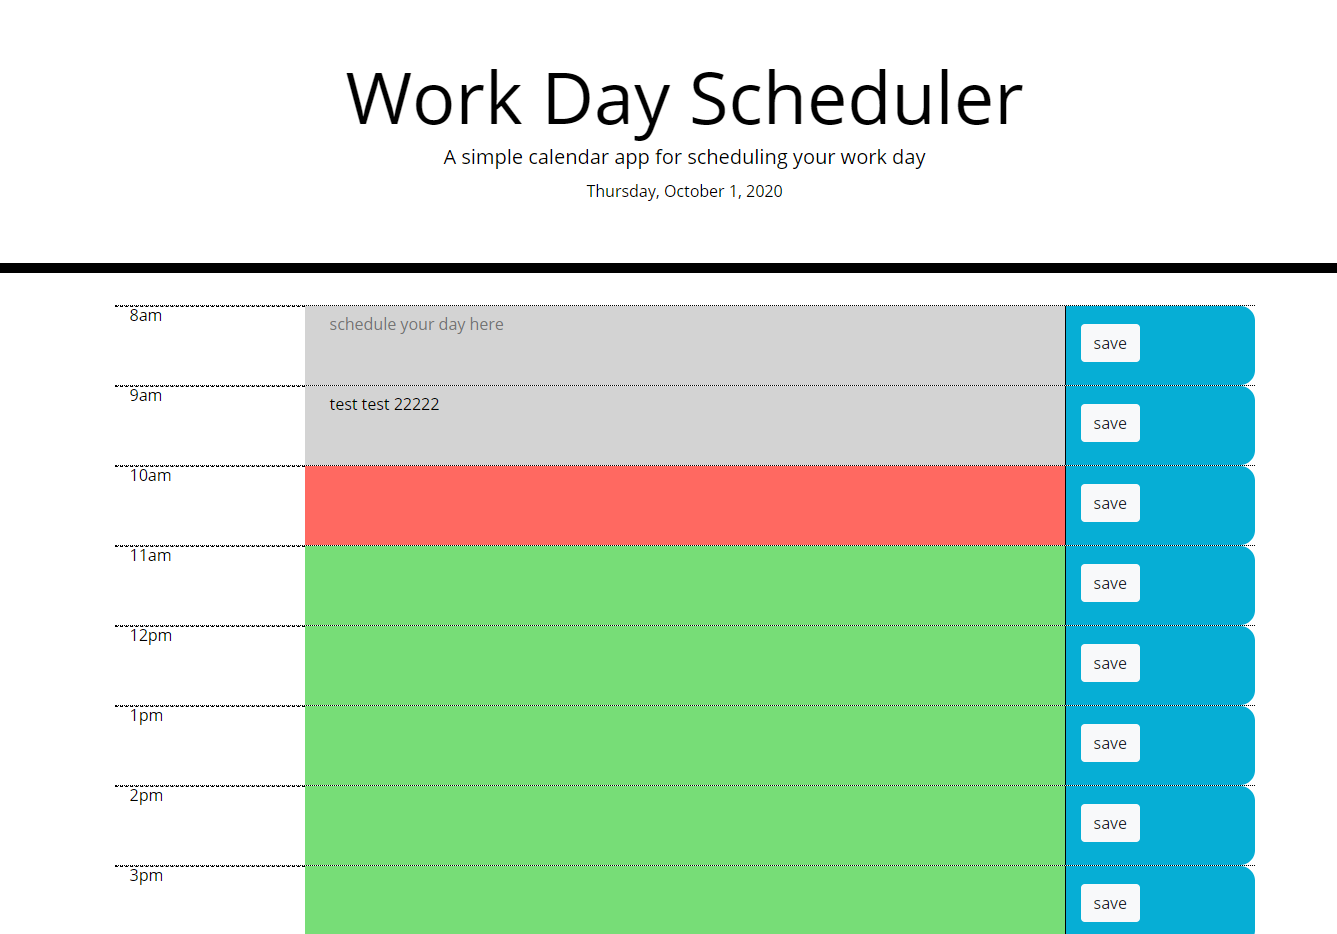 Work Day Scheduler
A simple calendar app for scheduling your work day
Thursday, October 1, 2020
8am
schedule your day here
save
9am
test test 22222
save
10am
save
11am
save
12pm
save
1pm
save
2pm
save
3pm
save